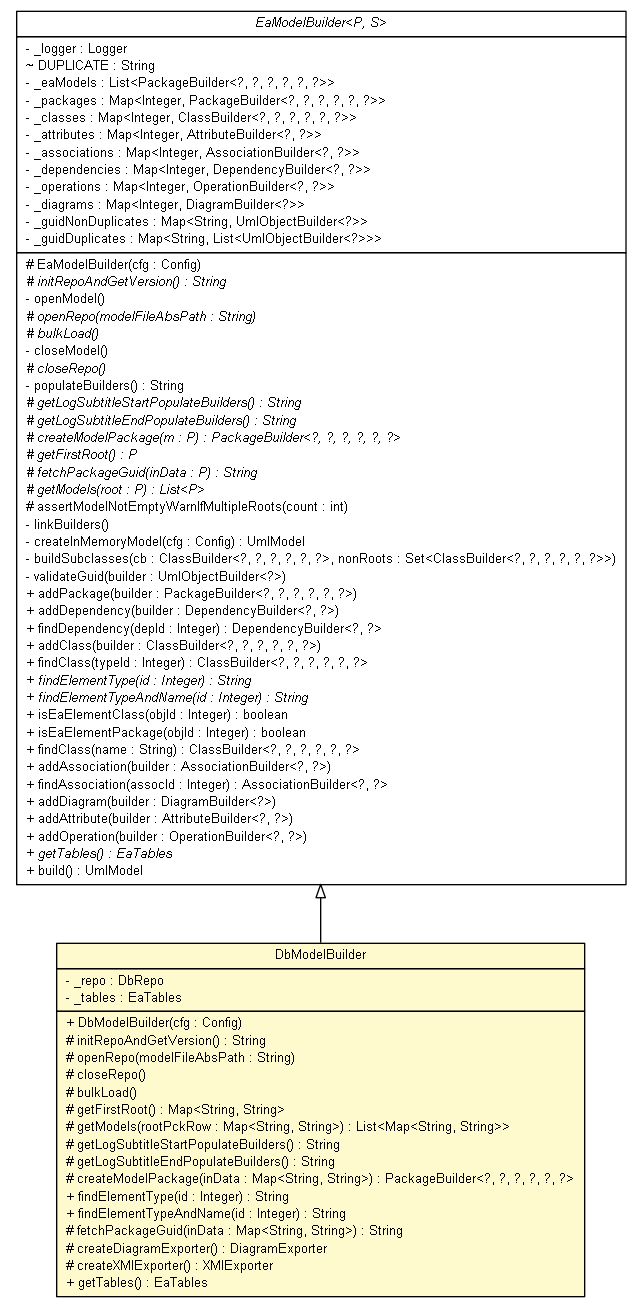 EaModelBuilder<P, S>
- _logger : Logger
~ DUPLICATE : String
- _eaModels : List<PackageBuilder<?, ?, ?, ?, ?, ?>>
- _packages : Map<Integer, PackageBuilder<?, ?, ?, ?, ?, ?>>
- _classes : Map<Integer, ClassBuilder<?, ?, ?, ?, ?, ?>>
- _attributes : Map<Integer, AttributeBuilder<?, ?>>
- _associations : Map<Integer, AssociationBuilder<?, ?>>
- _dependencies : Map<Integer, DependencyBuilder<?, ?>>
- _operations : Map<Integer, OperationBuilder<?, ?>>
- _diagrams : Map<Integer, DiagramBuilder<?>>
- _guidNonDuplicates : Map<String, UmlObjectBuilder<?>>
- _guidDuplicates : Map<String, List<UmlObjectBuilder<?>>>
# EaModelBuilder(cfg : Config)
# initRepoAndGetVersion() : String
- openModel()
# openRepo(modelFileAbsPath : String)
# bulkLoad()
- closeModel()
# closeRepo()
- populateBuilders() : String
# getLogSubtitleStartPopulateBuilders() : String
# getLogSubtitleEndPopulateBuilders() : String
# createModelPackage(m : P) : PackageBuilder<?, ?, ?, ?, ?, ?>
# getFirstRoot() : P
# fetchPackageGuid(inData : P) : String
# getModels(root : P) : List<P>
# assertModelNotEmptyWarnIfMultipleRoots(count : int)
- linkBuilders()
- createInMemoryModel(cfg : Config) : UmlModel
- buildSubclasses(cb : ClassBuilder<?, ?, ?, ?, ?, ?>, nonRoots : Set<ClassBuilder<?, ?, ?, ?, ?, ?>>)
- validateGuid(builder : UmlObjectBuilder<?>)
+ addPackage(builder : PackageBuilder<?, ?, ?, ?, ?, ?>)
+ addDependency(builder : DependencyBuilder<?, ?>)
+ findDependency(depId : Integer) : DependencyBuilder<?, ?>
+ addClass(builder : ClassBuilder<?, ?, ?, ?, ?, ?>)
+ findClass(typeId : Integer) : ClassBuilder<?, ?, ?, ?, ?, ?>
+ findElementType(id : Integer) : String
+ findElementTypeAndName(id : Integer) : String
+ isEaElementClass(objId : Integer) : boolean
+ isEaElementPackage(objId : Integer) : boolean
+ findClass(name : String) : ClassBuilder<?, ?, ?, ?, ?, ?>
+ addAssociation(builder : AssociationBuilder<?, ?>)
+ findAssociation(assocId : Integer) : AssociationBuilder<?, ?>
+ addDiagram(builder : DiagramBuilder<?>)
+ addAttribute(builder : AttributeBuilder<?, ?>)
+ addOperation(builder : OperationBuilder<?, ?>)
+ getTables() : EaTables
+ build() : UmlModel
DbModelBuilder
- _repo : DbRepo
- _tables : EaTables
+ DbModelBuilder(cfg : Config)
# initRepoAndGetVersion() : String
# openRepo(modelFileAbsPath : String)
# closeRepo()
# bulkLoad()
# getFirstRoot() : Map<String, String>
# getModels(rootPckRow : Map<String, String>) : List<Map<String, String>>
# getLogSubtitleStartPopulateBuilders() : String
# getLogSubtitleEndPopulateBuilders() : String
# createModelPackage(inData : Map<String, String>) : PackageBuilder<?, ?, ?, ?, ?, ?>
+ findElementType(id : Integer) : String
+ findElementTypeAndName(id : Integer) : String
# fetchPackageGuid(inData : Map<String, String>) : String
# createDiagramExporter() : DiagramExporter
# createXMIExporter() : XMIExporter
+ getTables() : EaTables